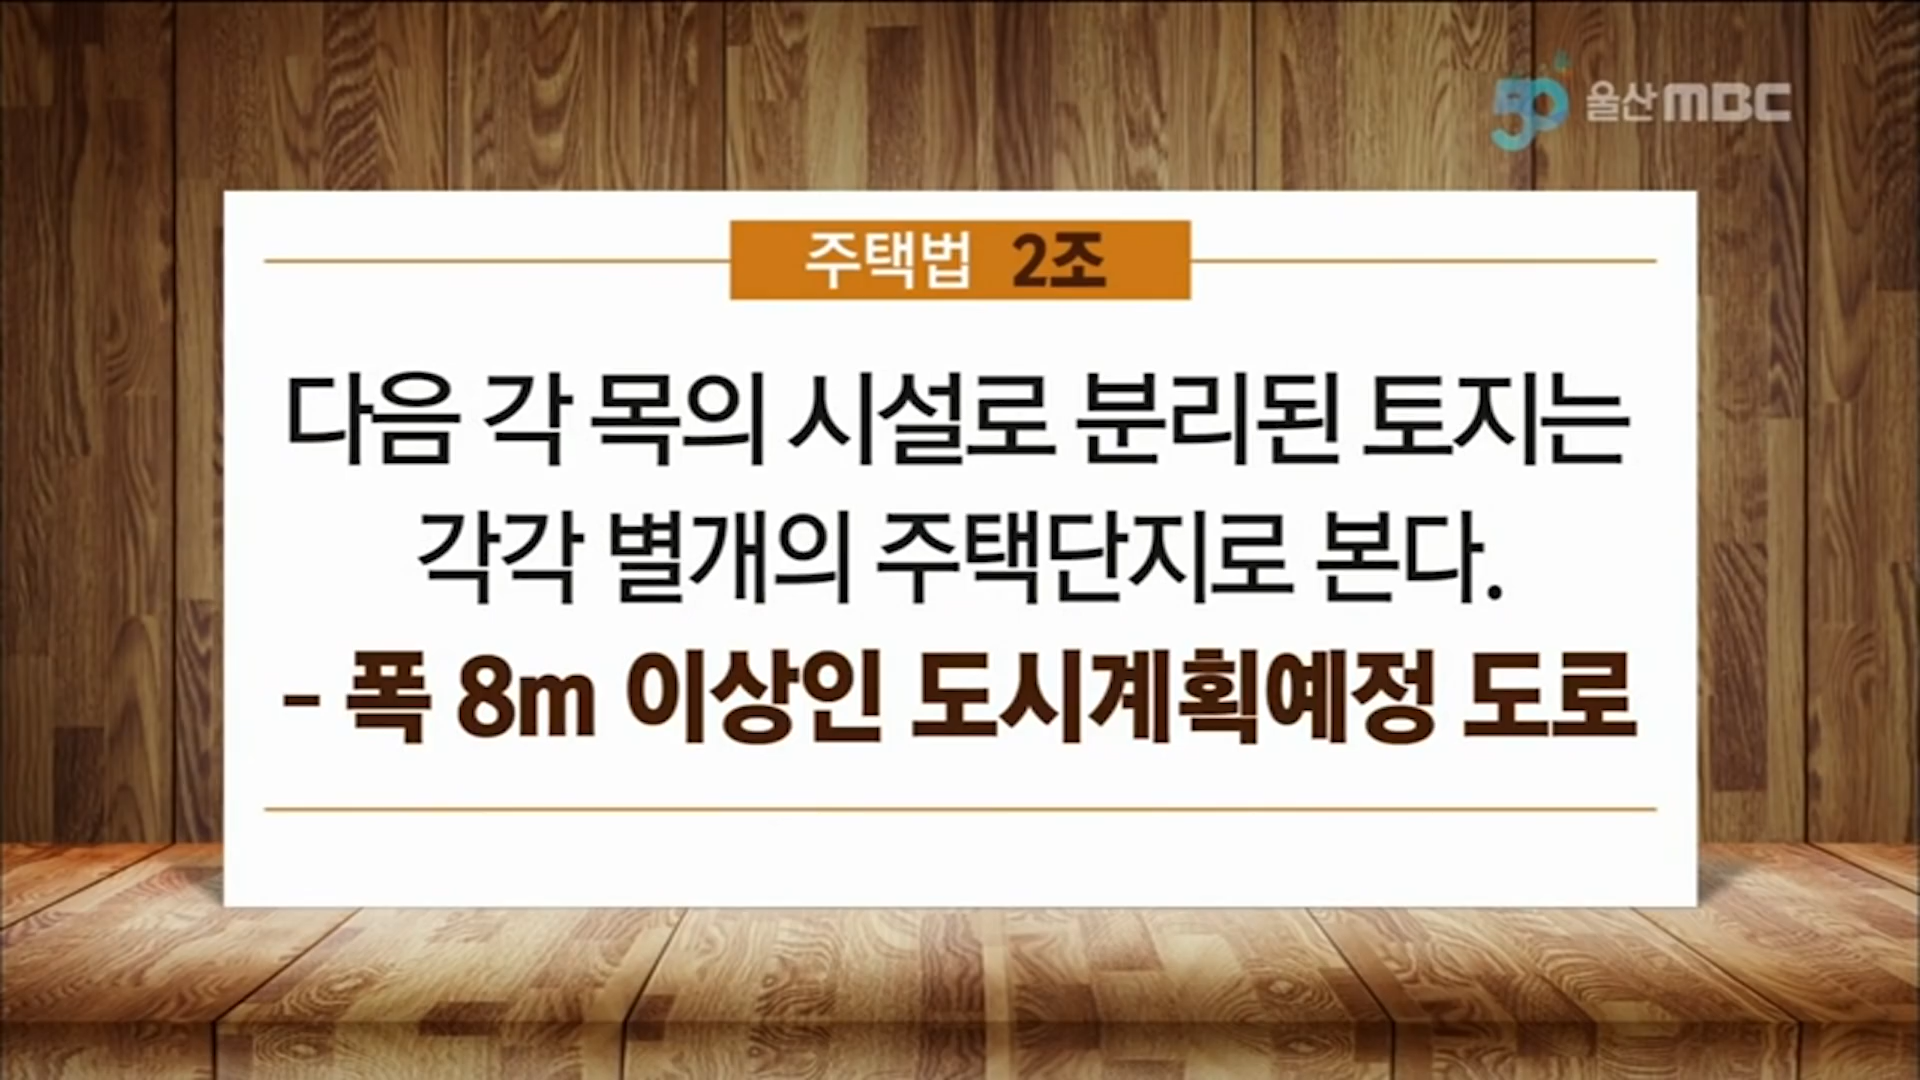 50 울산MBC
주택법 2조
다음 각 목의 시설로 분리된 토지는
각각 별개의 주택단지로 본다.
- 폭 8m 이상인 도시계획예정 도로